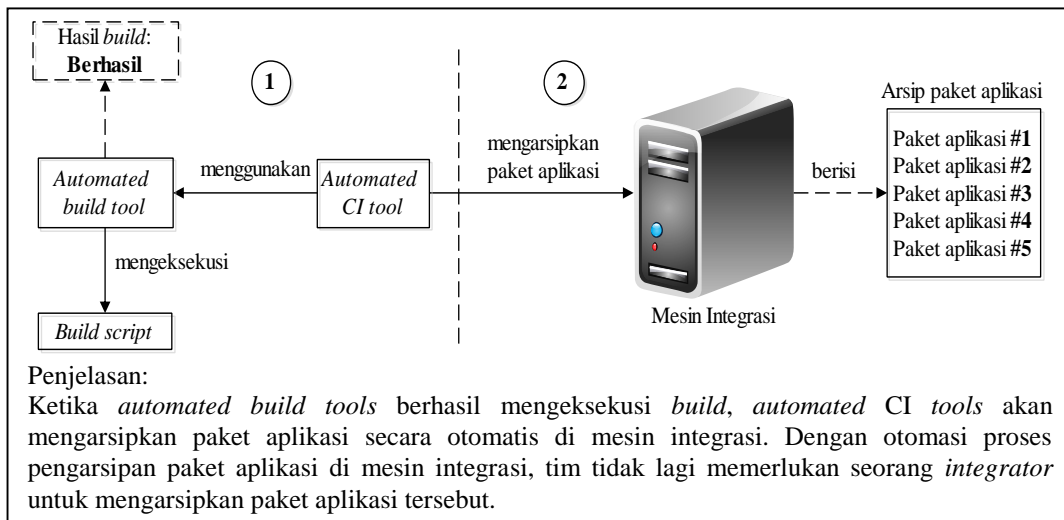 Hasil build:
Berhasil
1
2
Automated
build tool
menggunakan
Automated
CI tool
mengarsipkan
paket aplikasi
Mesin Integrasi
berisi
Arsip paket aplikasi
Paket aplikasi #1
Paket aplikasi #2
Paket aplikasi #3
Paket aplikasi #4
Paket aplikasi #5
mengeksekusi
Build script
Penjelasan:
Ketika automated build tools berhasil mengeksekusi build, automated CI tools akan
mengarsipkan paket aplikasi secara otomatis di mesin integrasi. Dengan otomasi proses
pengarsipan paket aplikasi di mesin integrasi, tim tidak lagi memerlukan seorang integrator
untuk mengarsipkan paket aplikasi tersebut.